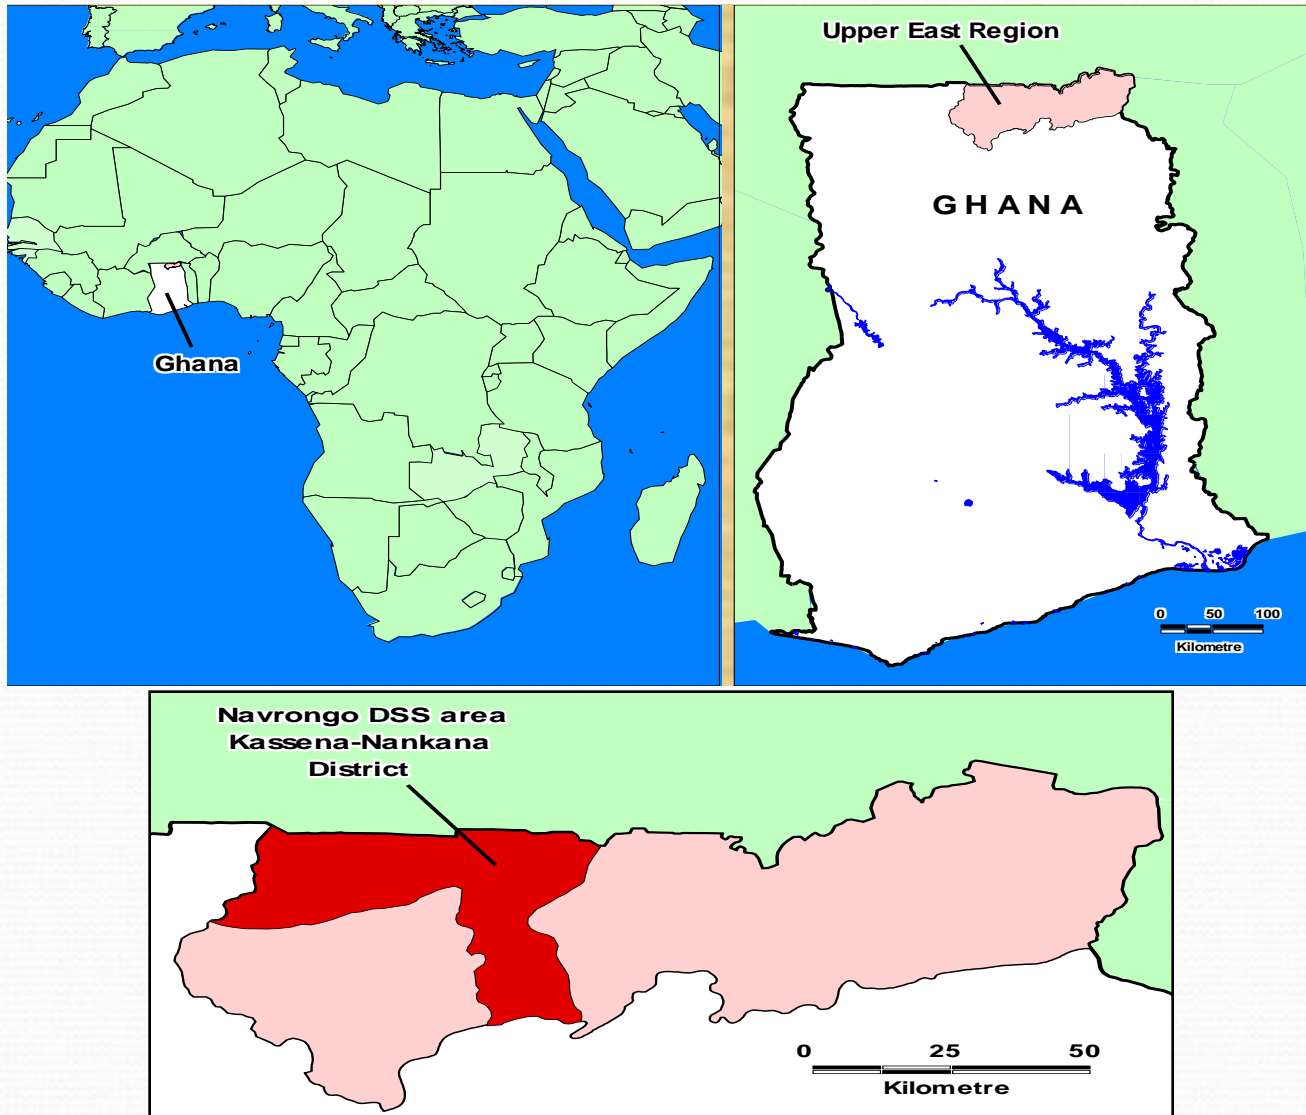 Ghana
Upper East Region
GHANA
0 50 100
Kilometre
Navrongo DSS area
Kassena-Nankana
District
0 25 50
Kilometre